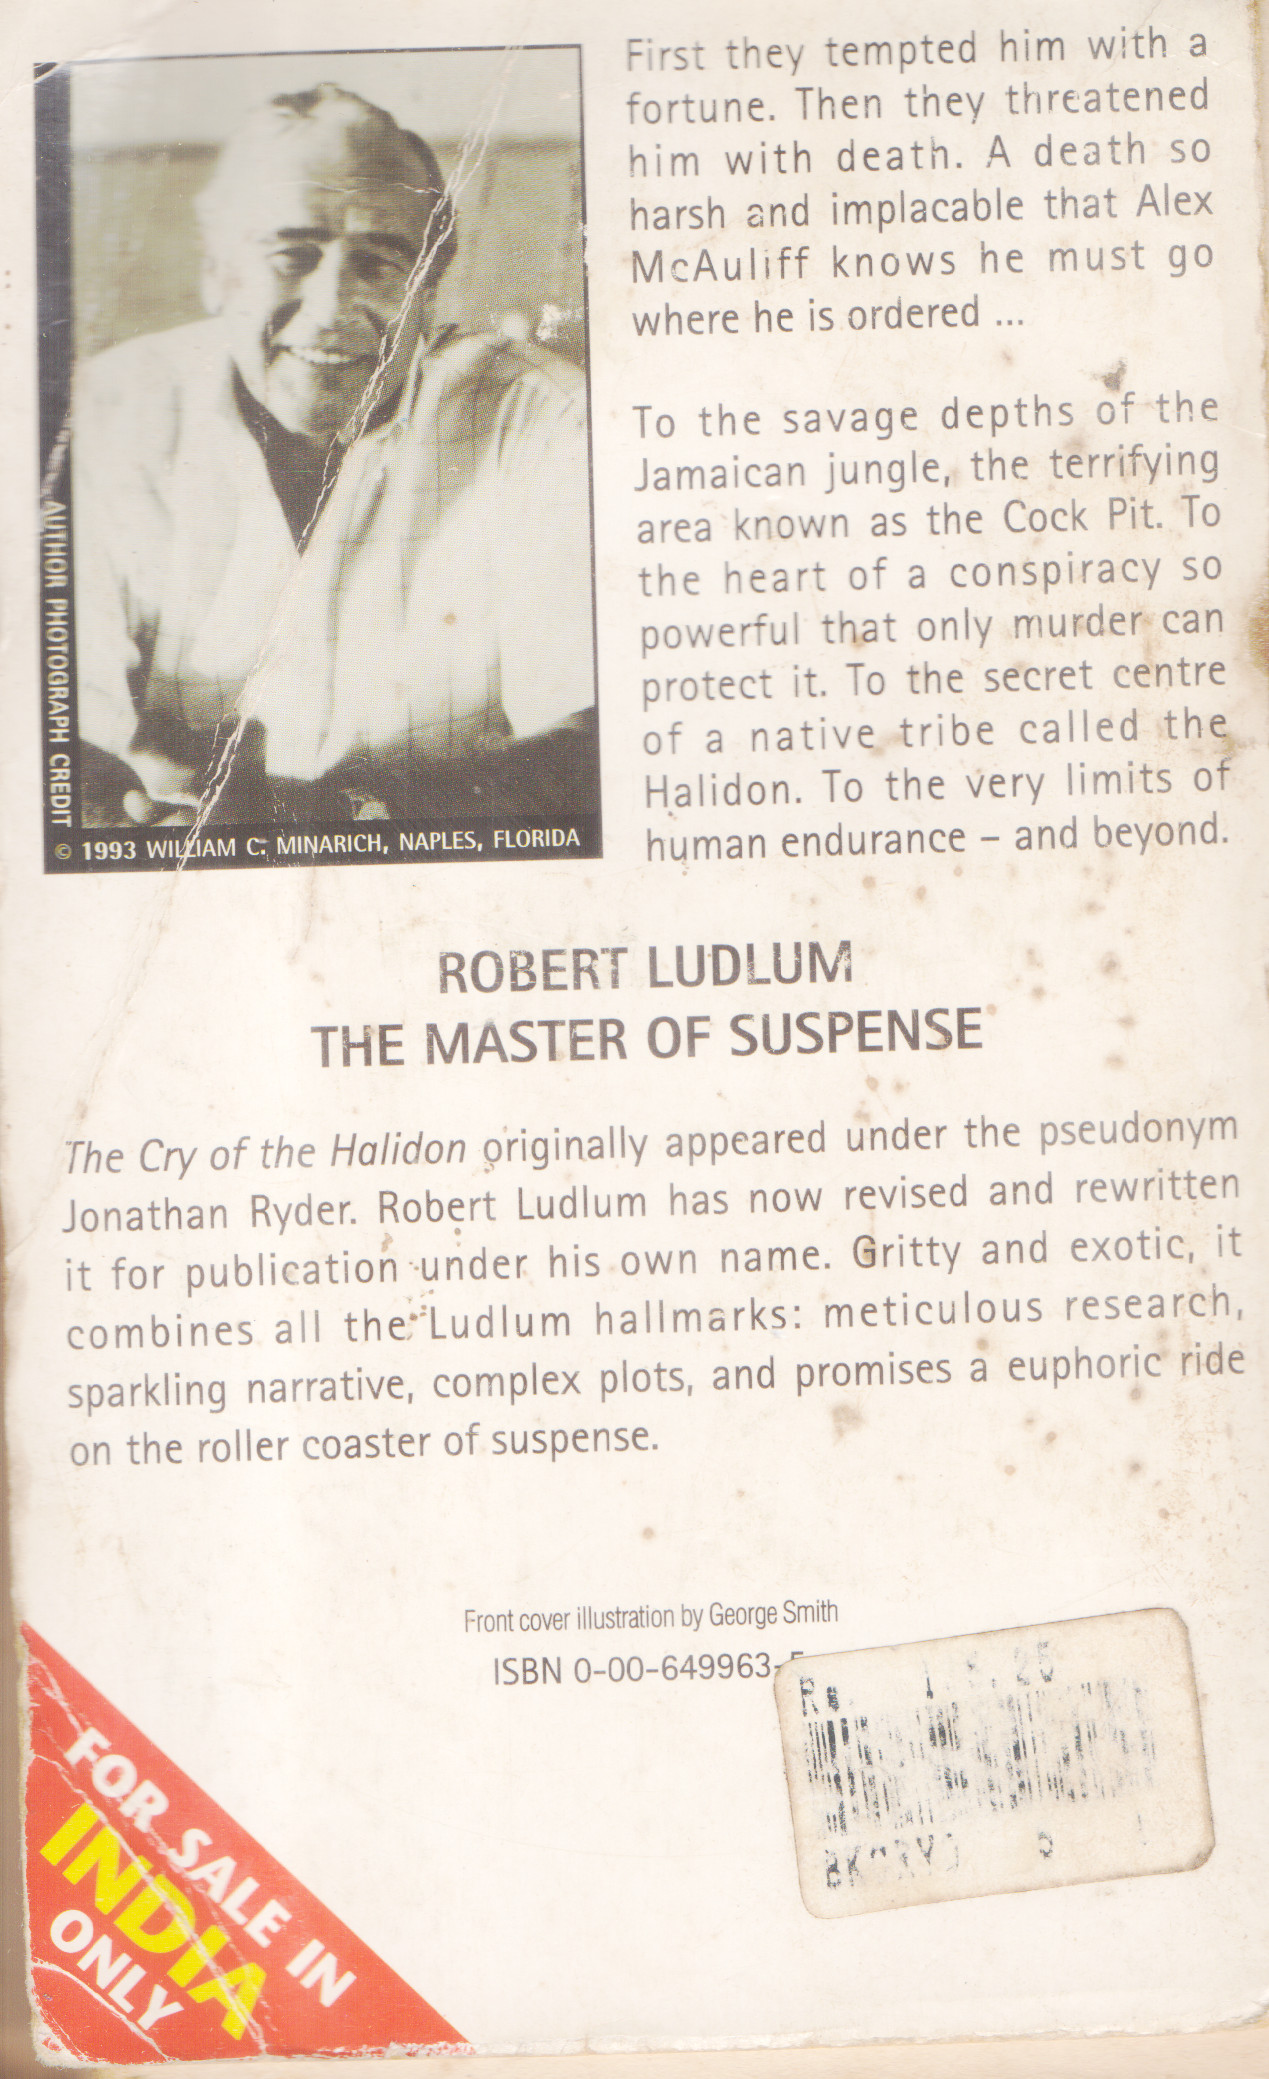 First they tempted him with a
fortune. Then they threatened
him with death. A death so
harsh and implacable that Alex
McAuliff knows he must go
where he is ordered ...
To the savage depths of the
Jamaican jungle, the terrifying
area known as the Cock Pit. To
the heart of a conspiracy so
powerful that only murder can
protect it. To the secret centre
of a native tribe called the
Halidon. To the very limits of
human endurance – and beyond.
AUTHOR PHOTOGRAPH CREDIT
© 1993 WILLIAM C. MINARICH, NAPLES, FLORIDA
ROBERT LUDLUM
THE MASTER OF SUSPENSE
The Cry of the Halidon originally appeared under the pseudonym
Jonathan Ryder. Robert Ludlum has now revised and rewritten
it for publication under his own name. Gritty and exotic, it
combines all the Ludlum hallmarks: meticulous research,
sparkling narrative, complex plots, and promises a euphoric ride
on the roller coaster of suspense.
Front cover illustration by George Smith
ISBN 0-00-649963-5
FOR SALE IN
INDIA
ONLY